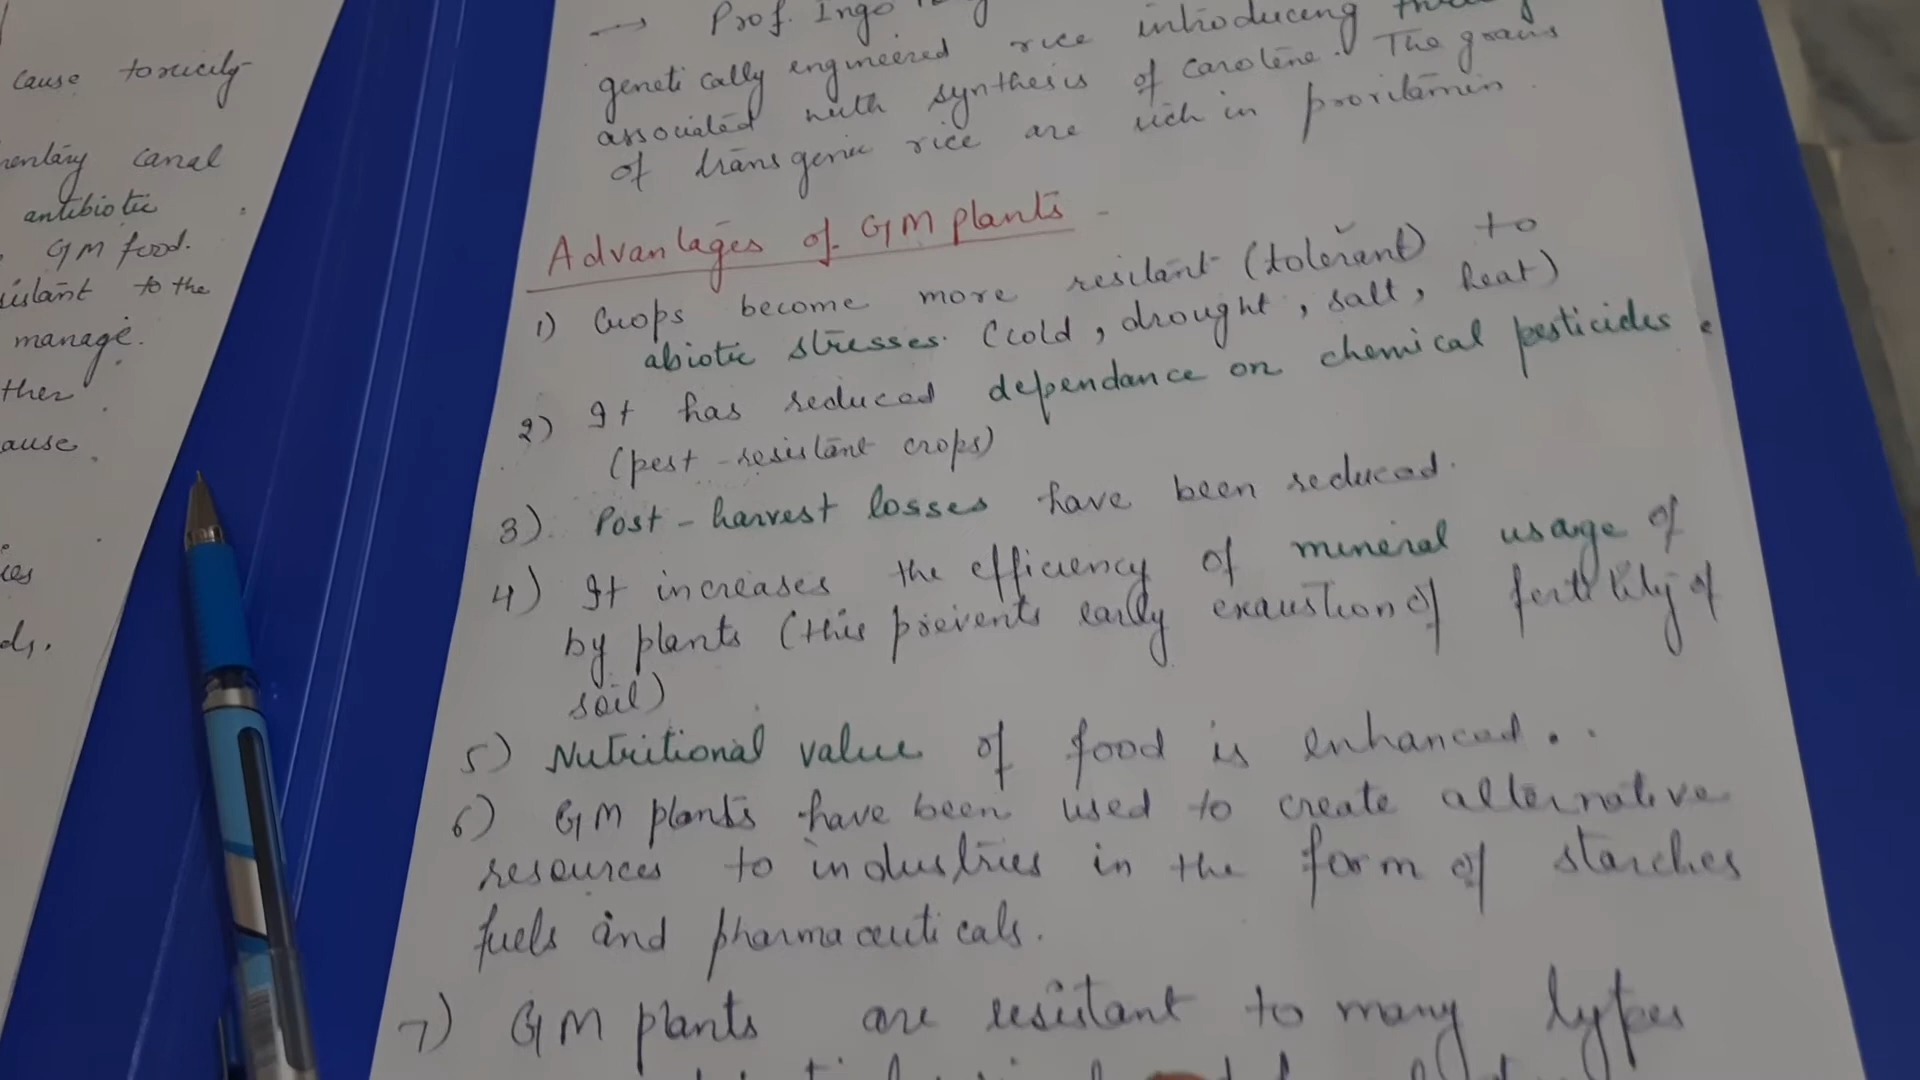 cause toxicity
canal
antibiotic
GM food.
to the
manage.
ause
→ Prof. Ingo
genetically engineered rice introducing
associated with synthesis of carotene. The grains
of transgenic rice are rich in provitamin
Advantages of GM plants -
1) Crops become more resilant (tolerant) to
abiotic stresses. (cold, drought, salt, heat)
2) It has reduced dependance on chemical pesticides.
(pest-resistant crops)
3). Post-harvest losses have been reduced.
4) It increases the efficiency of mineral usage of
by plants (this prevents early exaustion of fertility of
soil)
5) Nutritional value of food is enhanced..
6) GM plants have been used to create alternative
resources to industries in the form of starches
fuels and pharmaceuticals.
7) GM plants are resistant to many types